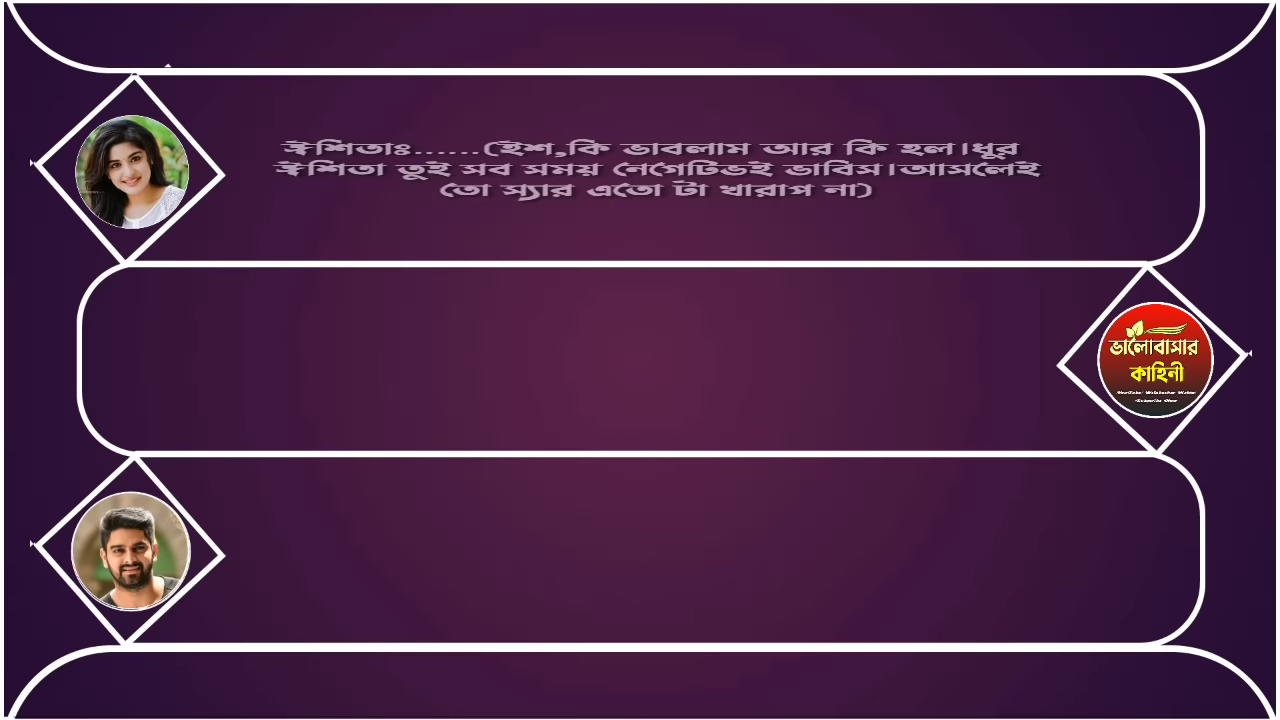 ঈশিতাঃ......(ইশ,কি ভাবলাম আর কি হল।ধুর
ঈশিতা তুই সব সময় নেগেটিভই ভাবিস।আসলেই
তো স্যার এতো টা খারাপ না)
ভালোবাসার
কাহিনী